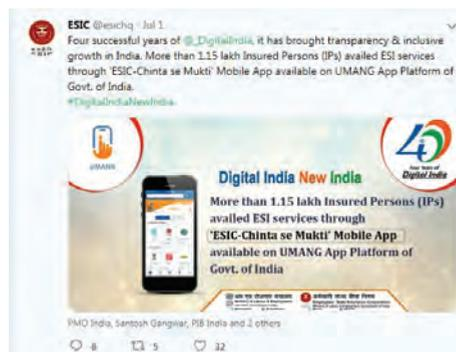 ESIC @esichq · Jul 1
Four successful years of @_DigitalIndia, it has brought transparency & inclusive
growth in India. More than 1.15 lakh Insured Persons (IPs) availed ESI services
through 'ESIC-Chinta se Mukti' Mobile App available on UMANG App Platform of
Govt. of India.
#DigitalIndiaNewIndia
UMANG
Four Years of
Digital India
Digital India New India
More than 1.15 lakh Insured Persons (IPs)
availed ESI services through
'ESIC-Chinta se Mukti' Mobile App
available on UMANG App Platform of
Govt. of India
PMO India, Santosh Gangwar, PIB India and 2 others
8 5 32